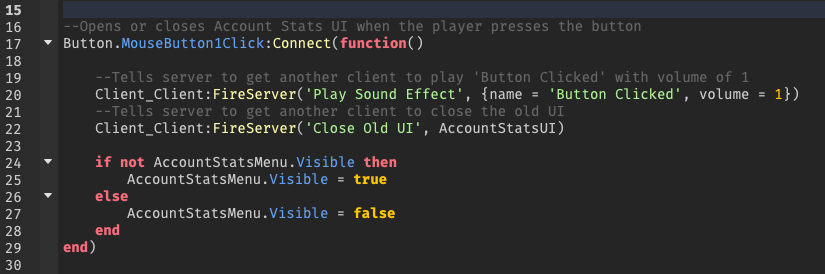 15
16 --Opens or closes Account Stats UI when the player presses the button
17 Button.MouseButton1Click:Connect(function()
18
19 --Tells server to get another client to play 'Button Clicked' with volume of 1
20 Client_Client:FireServer('Play Sound Effect', {name = 'Button Clicked', volume = 1})
21 --Tells server to get another client to close the old UI
22 Client_Client:FireServer('Close Old UI', AccountStatsUI)
23
24 if not AccountStatsMenu.Visible then
25 AccountStatsMenu.Visible = true
26 else
27 AccountStatsMenu.Visible = false
28 end
29 end)
30